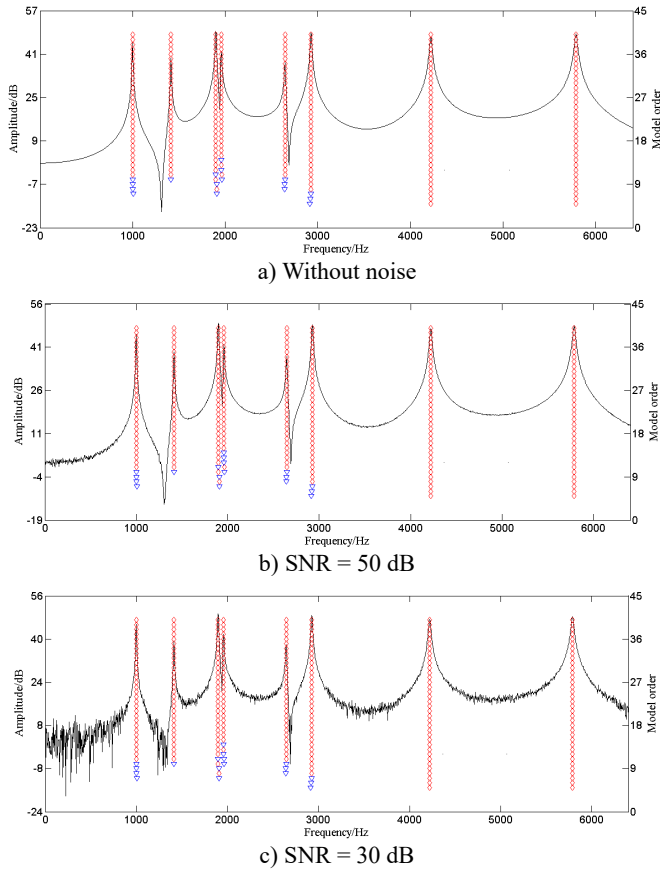 57
41
25
9
-7
-23
Amplitude/dB
45
36
27
18
9
0
Model order
0 1000 2000 3000 4000 5000 6000
Frequency/Hz
a) Without noise
56
41
26
11
-4
-19
Amplitude/dB
45
36
27
18
9
0
Model order
0 1000 2000 3000 4000 5000 6000
Frequency/Hz
b) SNR = 50 dB
56
40
24
8
-8
-24
Amplitude/dB
45
36
27
18
9
0
Model order
0 1000 2000 3000 4000 5000 6000
Frequency/Hz
c) SNR = 30 dB